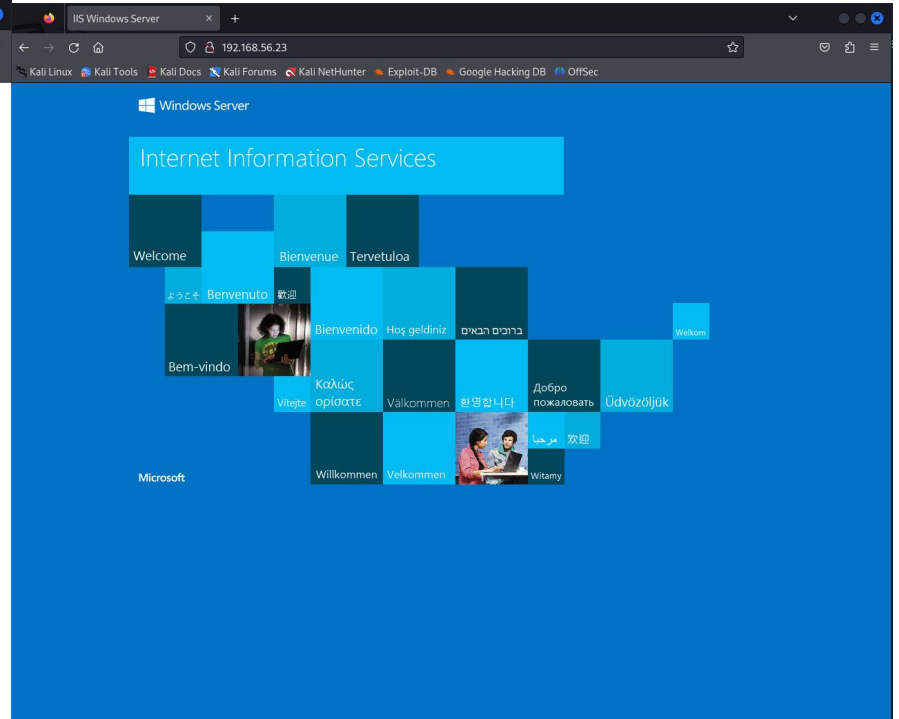 IIS Windows Server
192.168.56.23
Kali Linux Kali Tools Kali Docs Kali Forums Kali NetHunter Exploit-DB Google Hacking DB OffSec
Windows Server
Internet Information Services
Welcome Bienvenue Tervetuloa
ようこそ Benvenuto 歡迎
Bienvenido Hoş geldiniz ברוכים הבאים Welkom
Bem-vindo
Vítejte Καλώς ορίσατε Välkommen 환영합니다 Добро пожаловать Üdvözöljük
مرحبا 欢迎
Microsoft Willkommen Velkommen Witamy